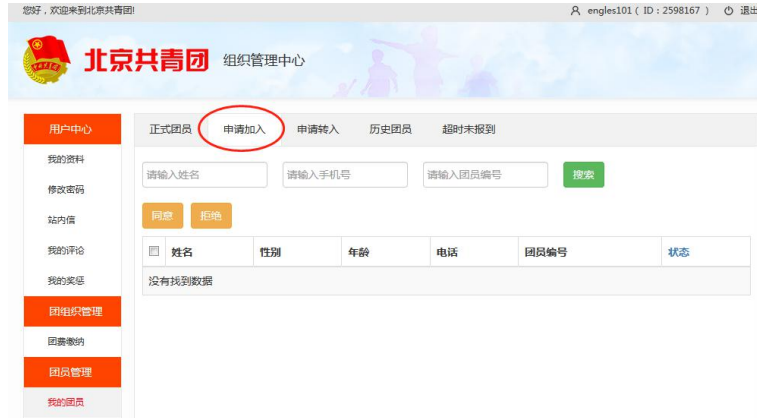 您好，欢迎来到北京共青团!
engles101 ( ID : 2598167 ) 退出
北京共青团 组织管理中心
用户中心
我的资料
修改密码
站内信
我的评论
我的奖惩
团组织管理
团费缴纳
团员管理
我的团员
正式团员 申请加入 申请转入 历史团员 超时未报到
请输入姓名 请输入手机号 请输入团员编号 搜索
同意 拒绝
姓名 性别 年龄 电话 团员编号 状态
没有找到数据